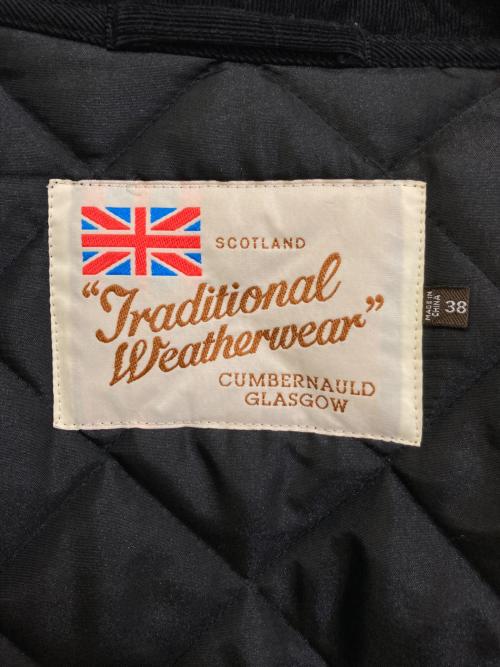 SCOTLAND
"Traditional
Weatherwear"
CUMBERNAULD
GLASGOW
MADE IN
CHINA
38